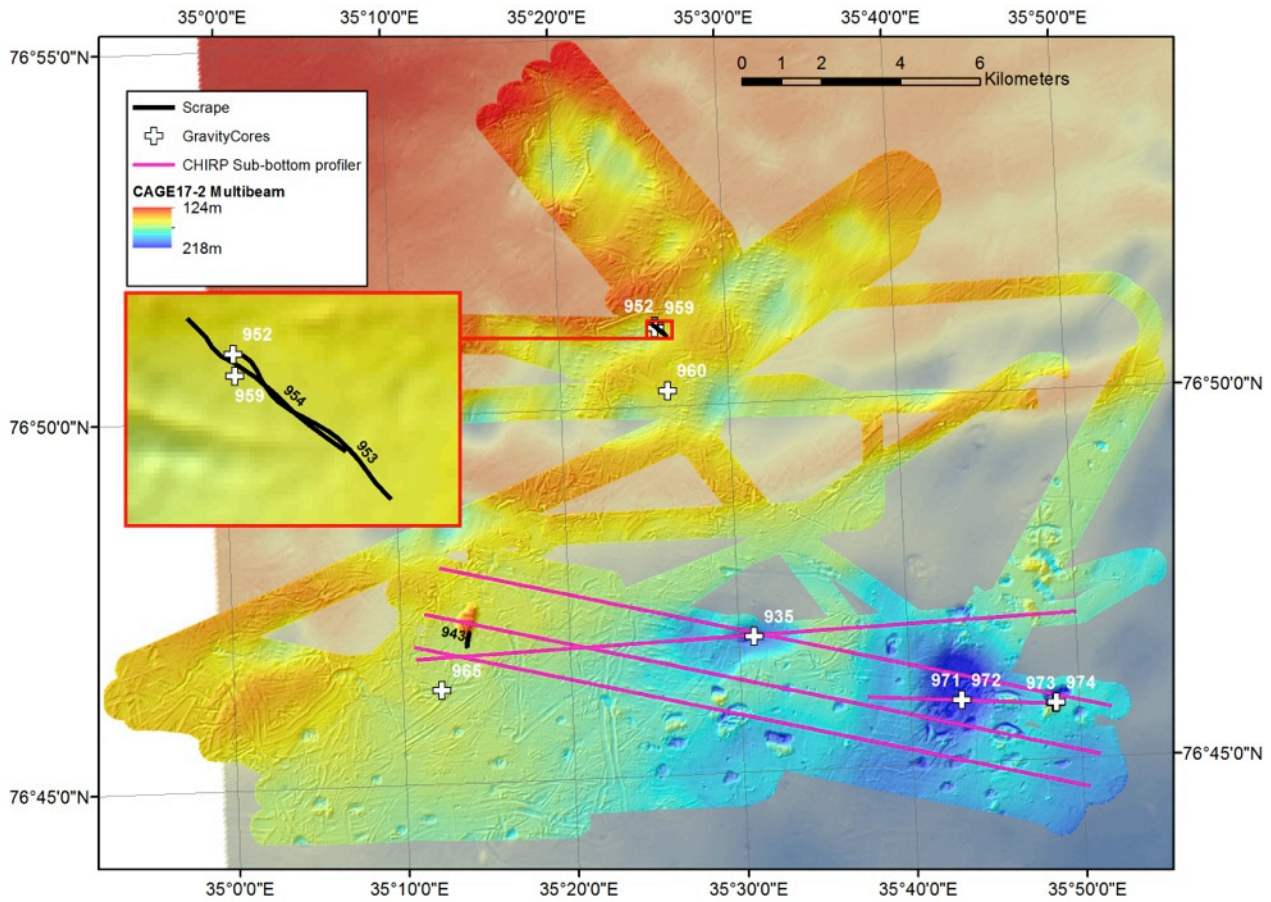 35°0'0"E 35°10'0"E 35°20'0"E 35°30'0"E 35°40'0"E 35°50'0"E
76°55'0"N
0 1 2 4 6
Kilometers
Scrape
GravityCores
CHIRP Sub-bottom profiler
CAGE17-2 Multibeam
124m
218m
952 959
952
959
954
953
960
76°50'0"N
76°50'0"N
935
943
965
971 972 973 974
76°45'0"N
76°45'0"N
35°0'0"E 35°10'0"E 35°20'0"E 35°30'0"E 35°40'0"E 35°50'0"E